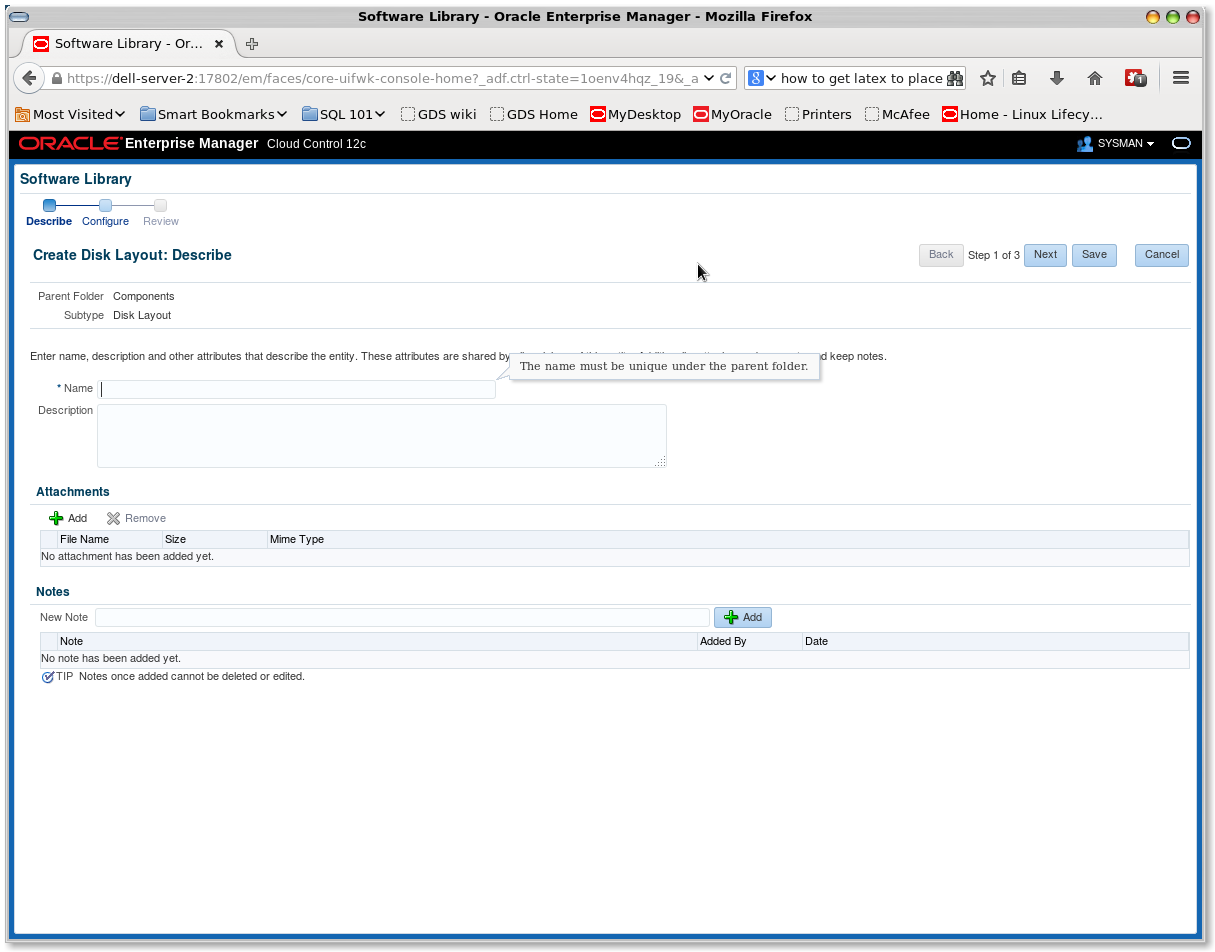 Software Library - Oracle Enterprise Manager - Mozilla Firefox
Software Library - Or...
https://dell-server-2:17802/em/faces/core-uifwk-console-home?_adf.ctrl-state=1oenv4hqz_19&_a
8 how to get latex to place
1
Most Visited Smart Bookmarks SQL 101 GDS wiki GDS Home MyDesktop MyOracle Printers McAfee Home - Linux Lifecy...
ORACLE Enterprise Manager Cloud Control 12c SYSMAN
Software Library
Describe Configure Review
Create Disk Layout: Describe Back Step 1 of 3 Next Save Cancel
Parent Folder Components
Subtype Disk Layout
Enter name, description and other attributes that describe the entity. These attributes are shared by keep notes.
The name must be unique under the parent folder.
* Name
Description
Attachments
Add Remove
File Name Size Mime Type
No attachment has been added yet.
Notes
New Note Add
Note Added By Date
No note has been added yet.
TIP Notes once added cannot be deleted or edited.